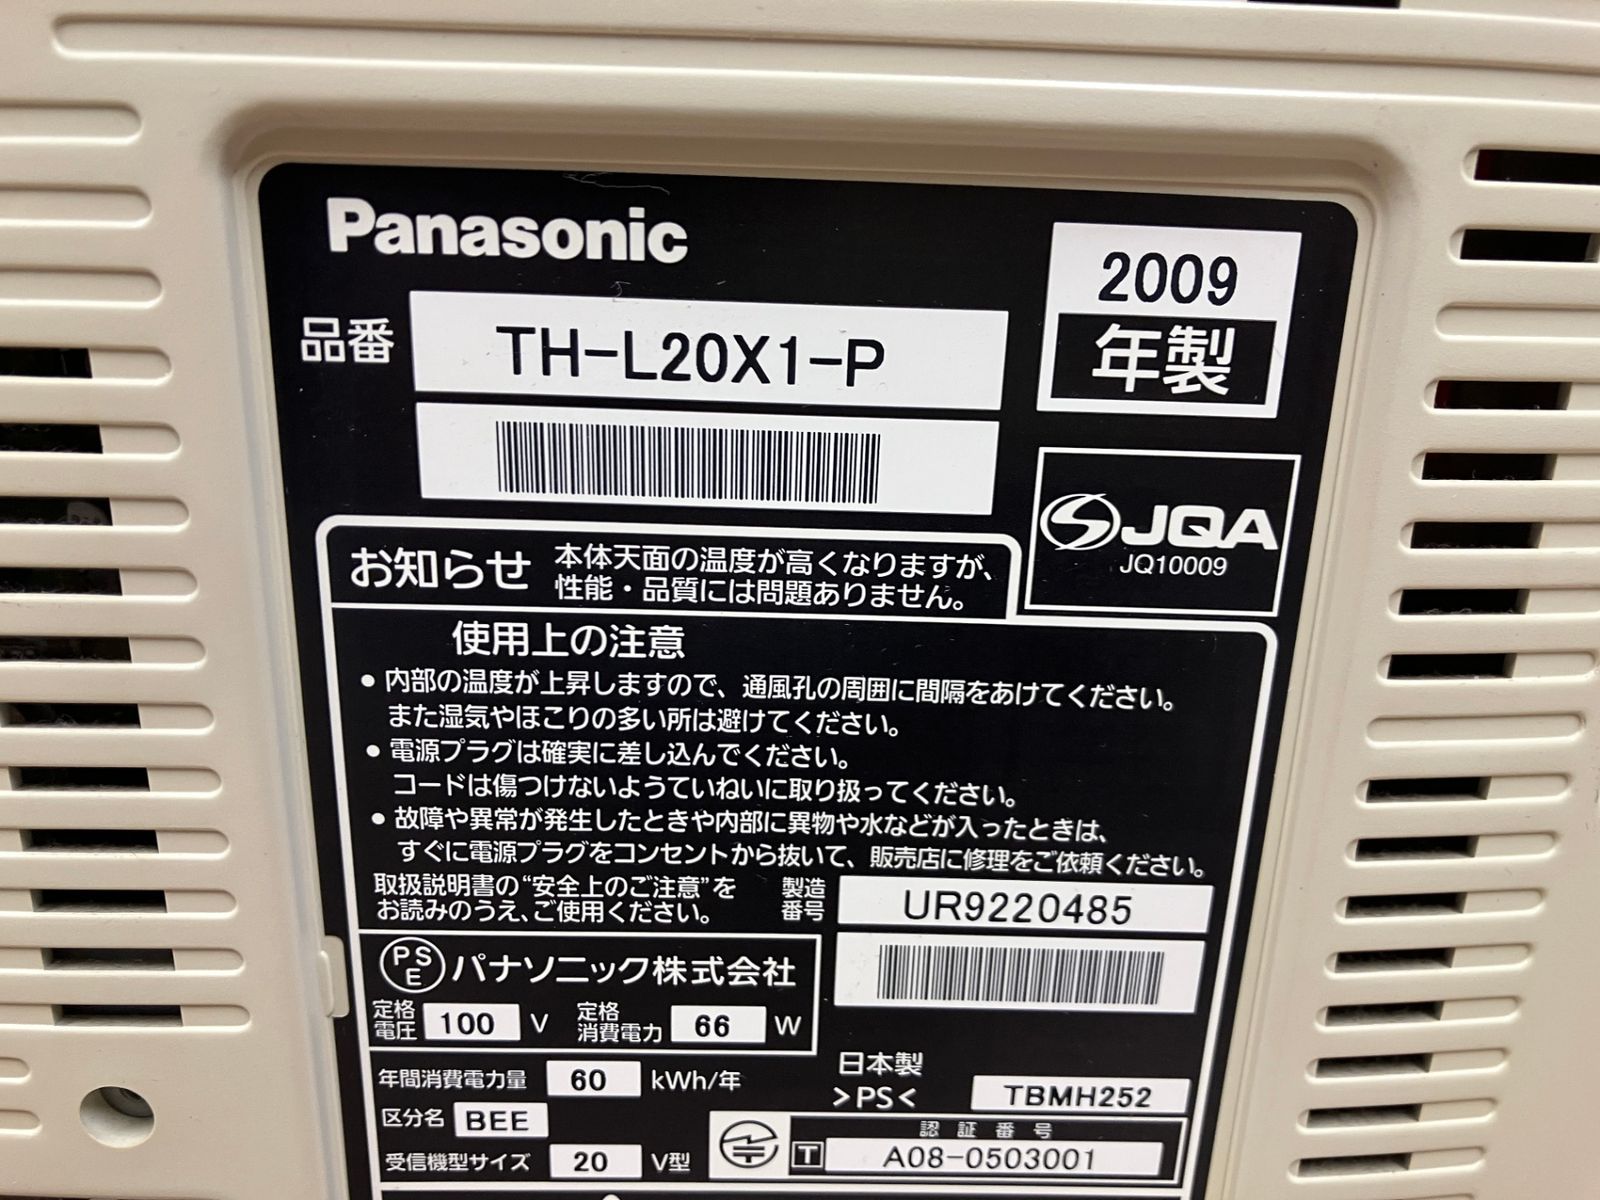 Panasonic
2009
年製
品番 TH-L20X1-P
JQA
JQ10009
お知らせ 本体天面の温度が高くなりますが、
性能・品質には問題ありません。
使用上の注意
• 内部の温度が上昇しますので、通風孔の周囲に間隔をあけてください。
また湿気やほこりの多い所は避けてください。
• 電源プラグは確実に差し込んでください。
コードは傷つけないようていねいに取り扱ってください。
• 故障や異常が発生したときや内部に異物や水などが入ったときは、
すぐに電源プラグをコンセントから抜いて、販売店に修理をご依頼ください。
取扱説明書の“安全上のご注意”を
お読みのうえ、ご使用ください。
製造番号 UR9220485
PSE パナソニック株式会社
定格電圧 100 V 定格消費電力 66 W
年間消費電力量 60 kWh/年
区分名 BEE
受信機型サイズ 20 V型
日本製
>PS< TBMH252
認証番号
T A08-0503001